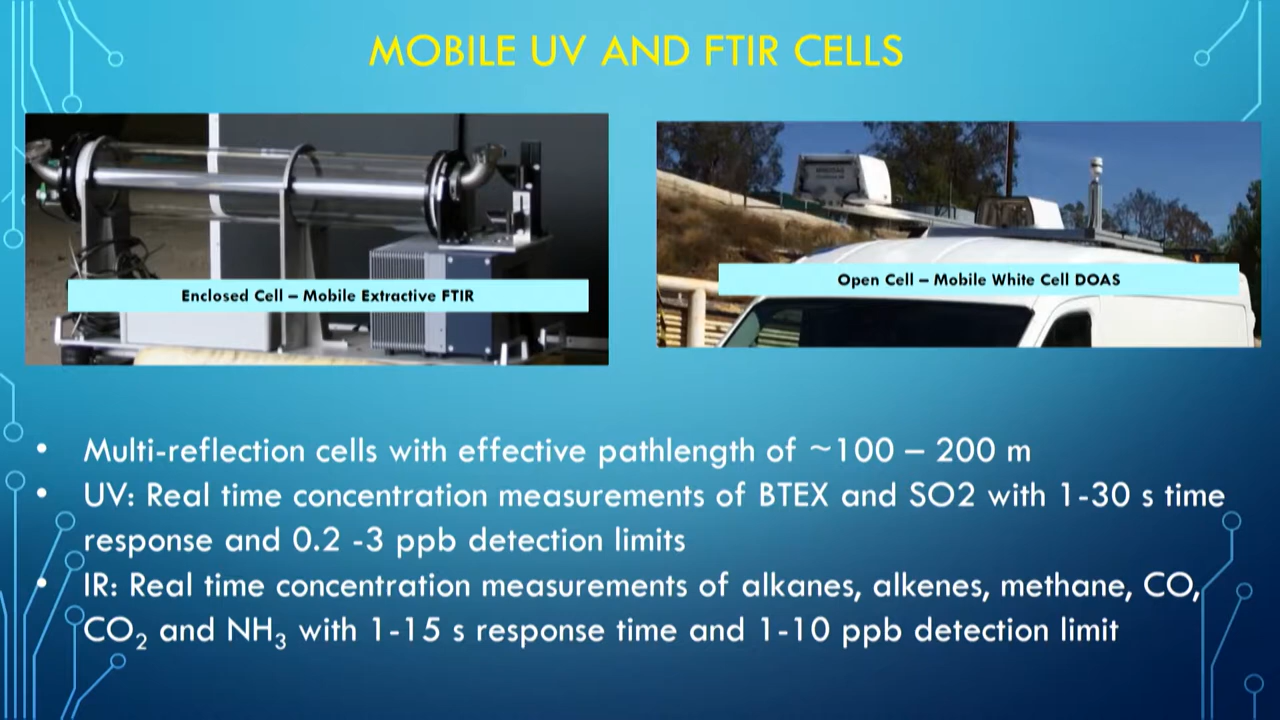 MOBILE UV AND FTIR CELLS
Enclosed Cell – Mobile Extractive FTIR
Open Cell – Mobile White Cell DOAS
• Multi-reflection cells with effective pathlength of ~100 – 200 m
• UV: Real time concentration measurements of BTEX and SO2 with 1-30 s time
response and 0.2 -3 ppb detection limits
• IR: Real time concentration measurements of alkanes, alkenes, methane, CO,
CO₂ and NH₃ with 1-15 s response time and 1-10 ppb detection limit